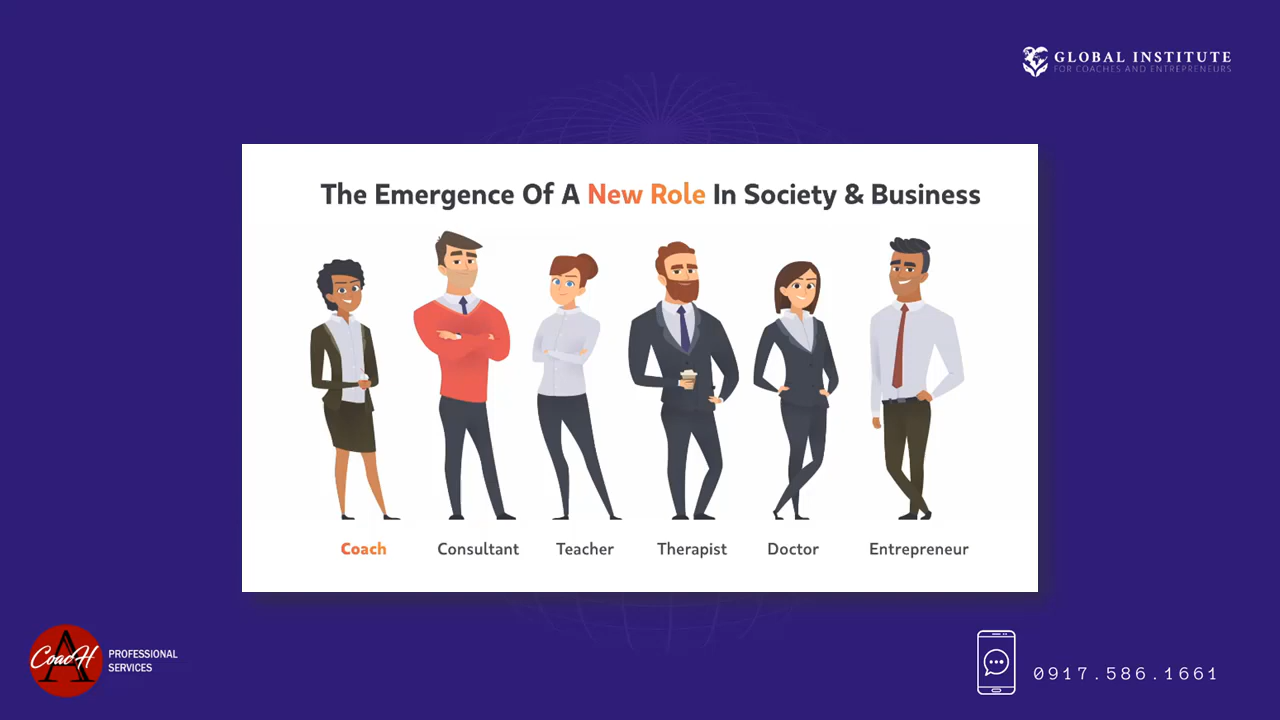 GLOBAL INSTITUTE
FOR COACHES AND ENTREPRENEURS
The Emergence Of A New Role In Society & Business
Coach Consultant Teacher Therapist Doctor Entrepreneur
A
CoacH
PROFESSIONAL
SERVICES
0917.586.1661